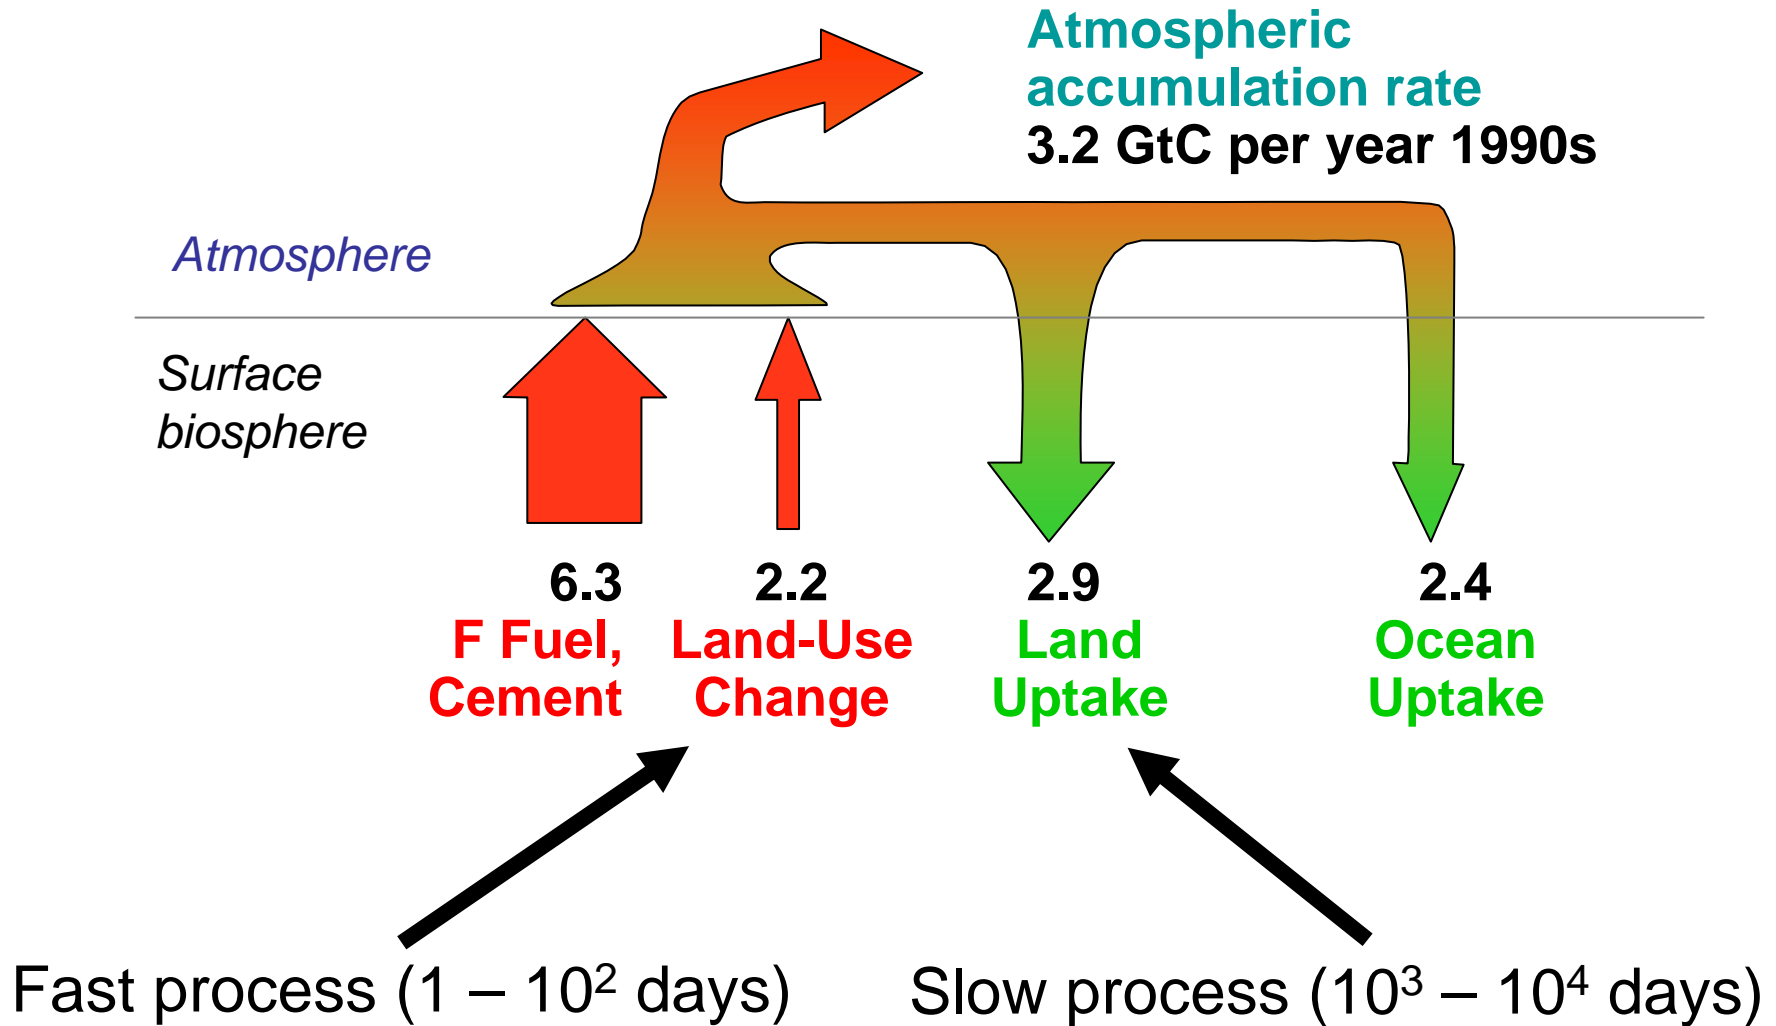 Atmospheric
accumulation rate
3.2 GtC per year 1990s
Atmosphere
Surface
biosphere
6.3
F Fuel,
Cement
2.2
Land-Use
Change
2.9
Land
Uptake
2.4
Ocean
Uptake
Fast process (1 – 10² days)
Slow process (10³ – 10⁴ days)